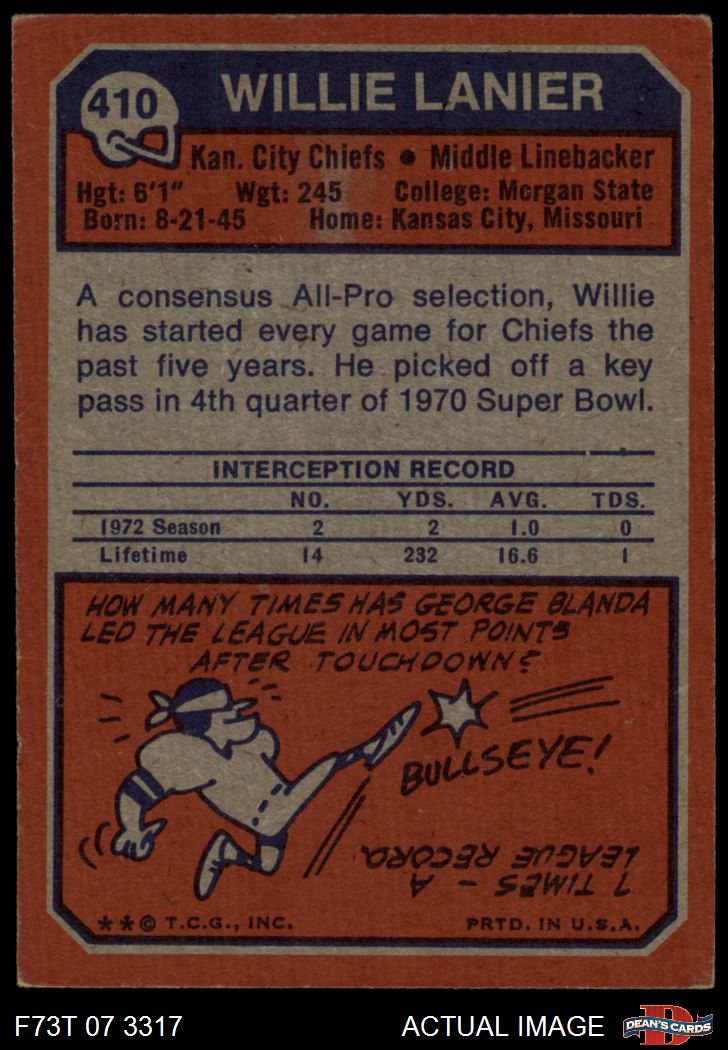 410
WILLIE LANIER
Kan. City Chiefs • Middle Linebacker
Hgt: 6'1" Wgt: 245 College: Morgan State
Born: 8-21-45 Home: Kansas City, Missouri
A consensus All-Pro selection, Willie
has started every game for Chiefs the
past five years. He picked off a key
pass in 4th quarter of 1970 Super Bowl.
INTERCEPTION RECORD
NO. YDS. AVG. TDS.
1972 Season 2 2 1.0 0
Lifetime 14 232 16.6 1
HOW MANY TIMES HAS GEORGE BLANDA
LED THE LEAGUE IN MOST POINTS
AFTER TOUCHDOWN?
BULLSEYE!
7 TIMES - A
LEAGUE RECORD.
**© T.C.G., INC. PRTD. IN U.S.A.
F73T 07 3317 ACTUAL IMAGE
D
DEAN'S CARDS